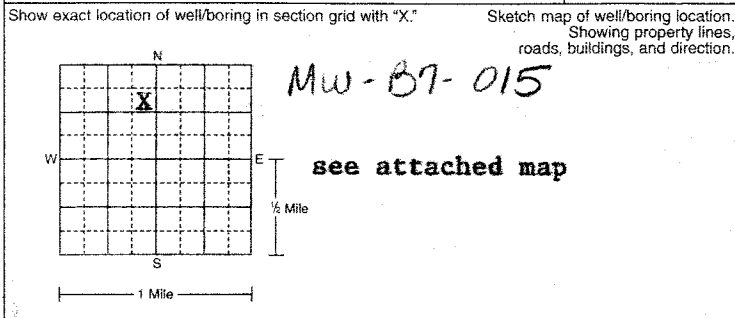 Show exact location of well/boring in section grid with "X."
Sketch map of well/boring location.
Showing property lines,
roads, buildings, and direction.
N
MW-B7-015
X
W
E
see attached map
½ Mile
S
1 Mile